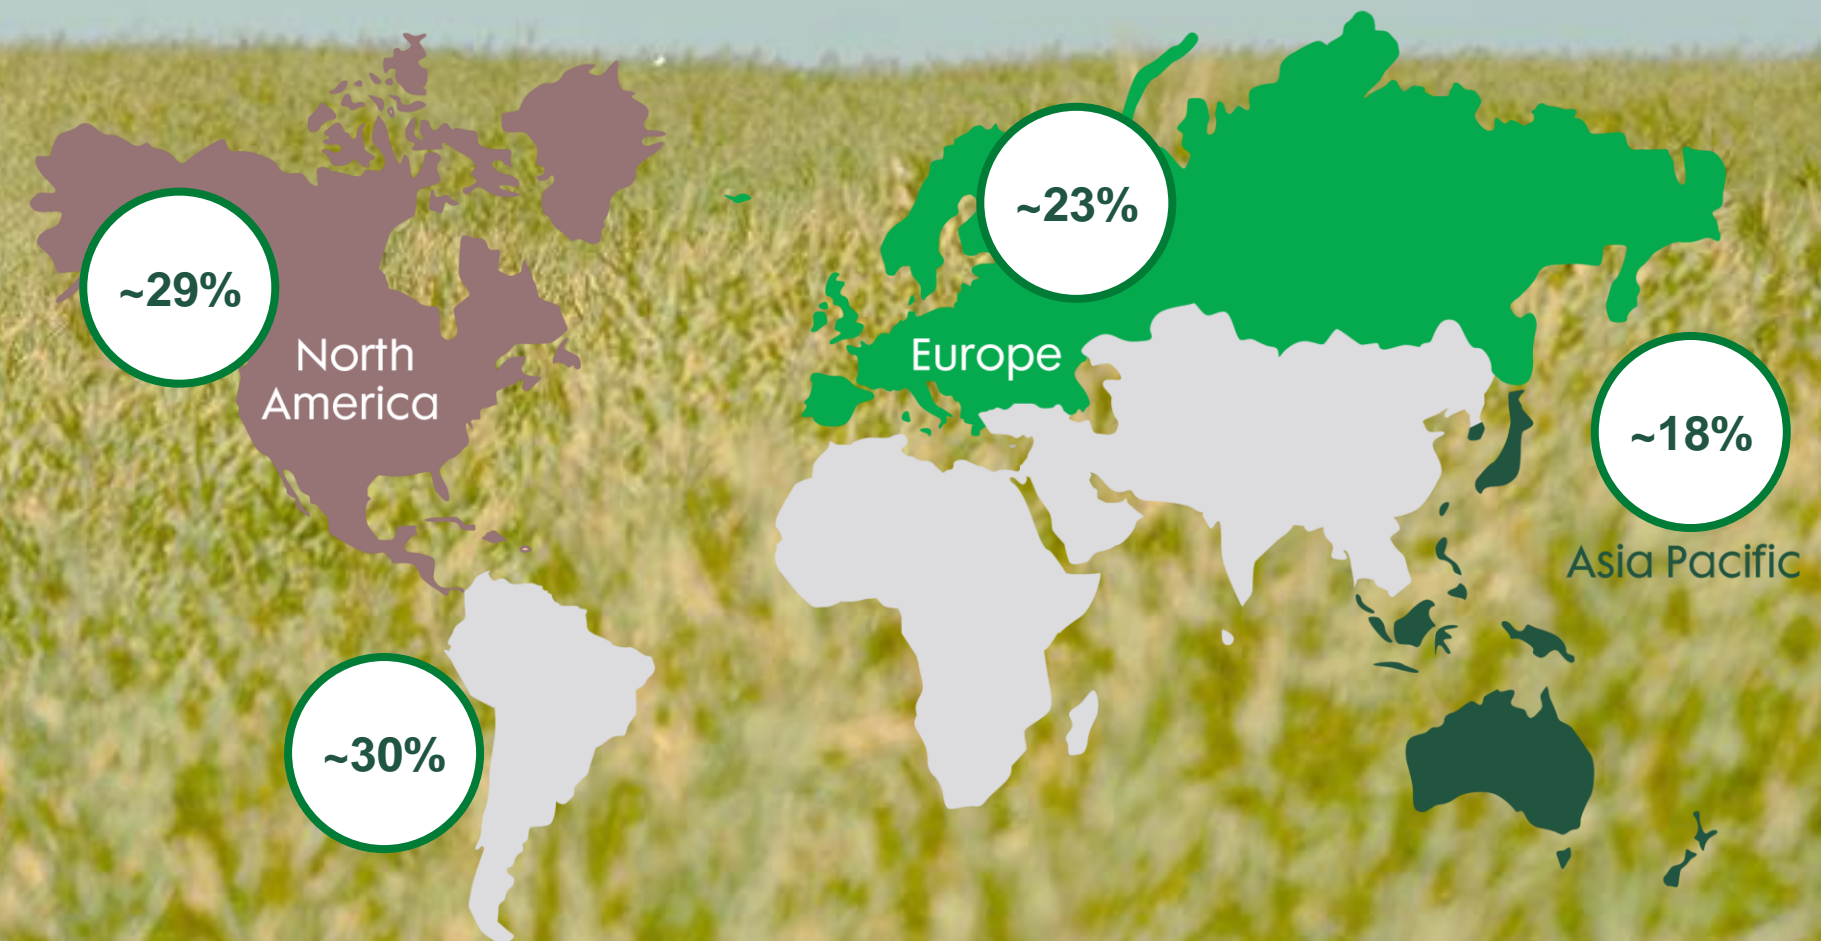 ~23%
~29%
North
America
Europe
~18%
Asia Pacific
~30%